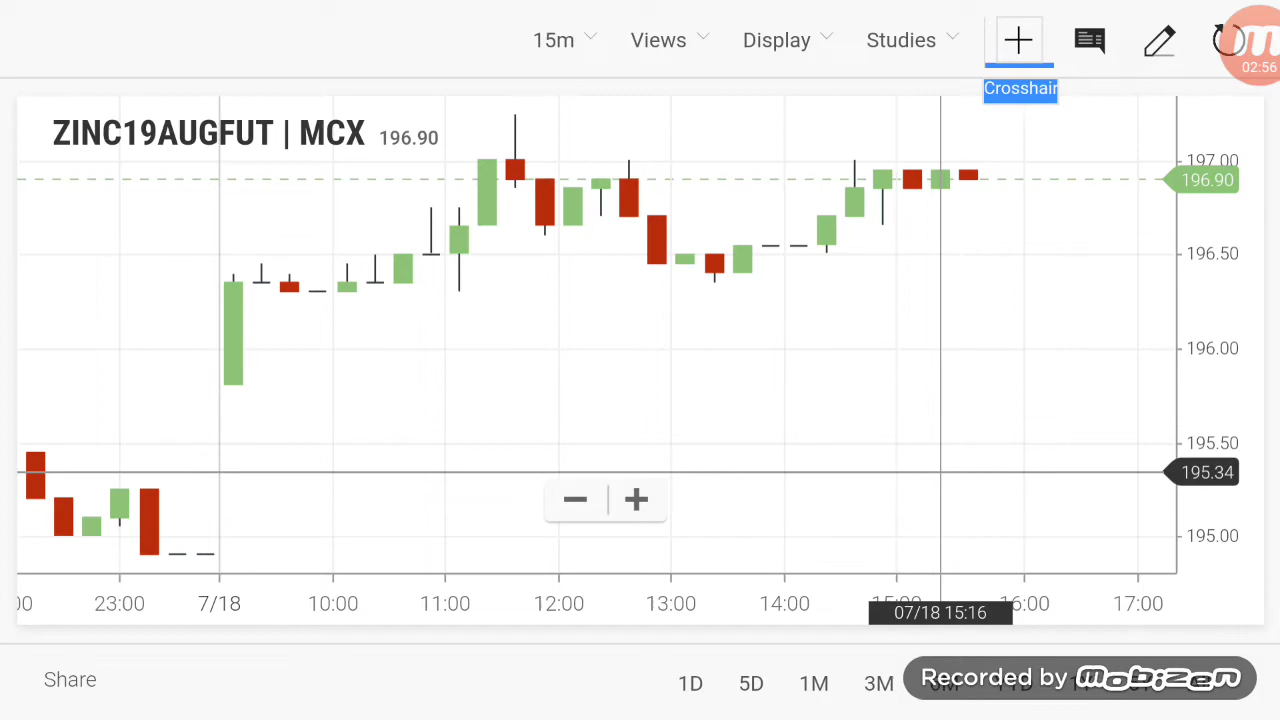 15m Views Display Studies
02:56
Crosshair
ZINC19AUGFUT | MCX 196.90
197.00
196.90
196.50
196.00
195.50
195.34
195.00
23:00 7/18 10:00 11:00 12:00 13:00 14:00 15:00 16:00 17:00
07/18 15:16
Share 1D 5D 1M 3M
Recorded by mobizen